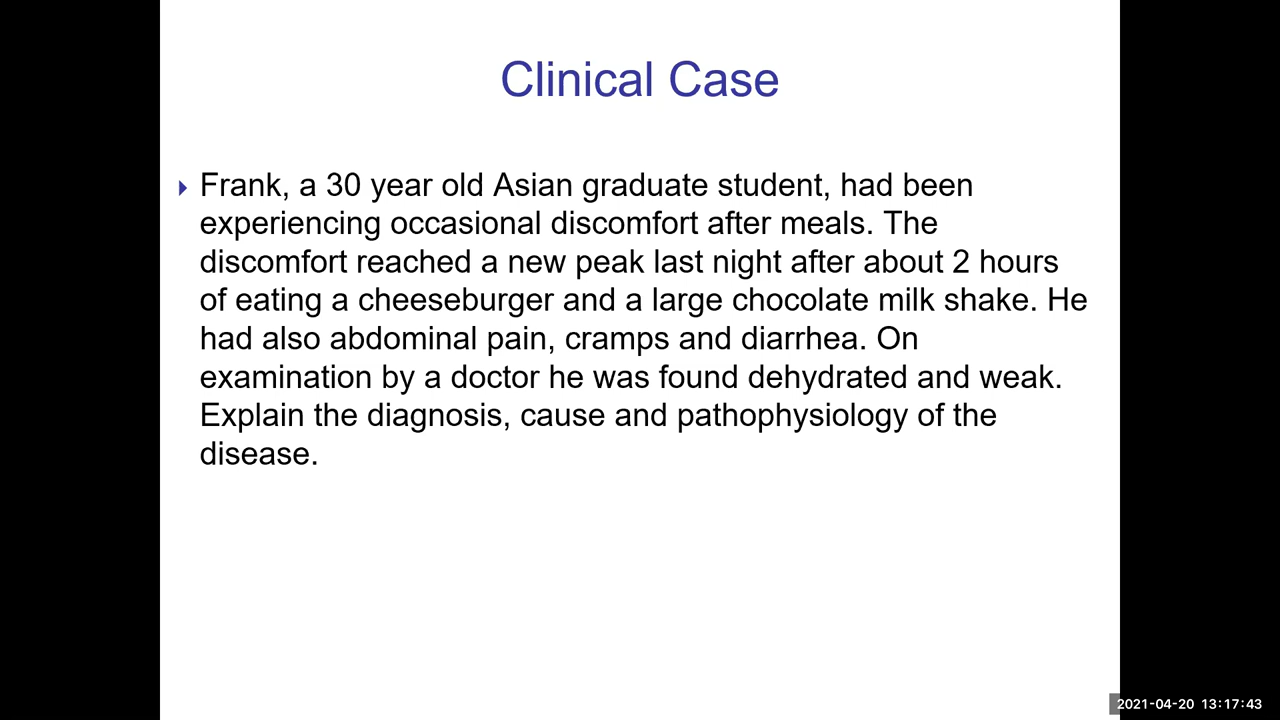 Clinical Case
Frank, a 30 year old Asian graduate student, had been
experiencing occasional discomfort after meals. The
discomfort reached a new peak last night after about 2 hours
of eating a cheeseburger and a large chocolate milk shake. He
had also abdominal pain, cramps and diarrhea. On
examination by a doctor he was found dehydrated and weak.
Explain the diagnosis, cause and pathophysiology of the
disease.
2021-04-20 13:17:43